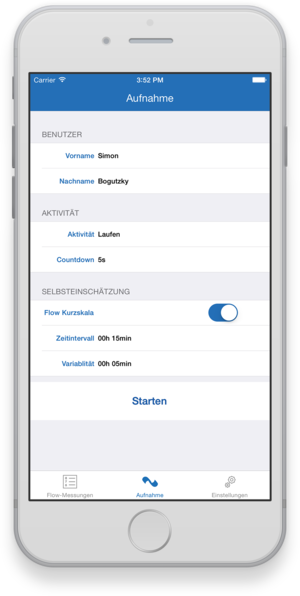 Carrier 3:52 PM
Aufnahme
BENUTZER
Vorname Simon
Nachname Bogutzky
AKTIVITÄT
Aktivität Laufen
Countdown 5s
SELBSTEINSCHÄTZUNG
Flow Kurzskala
Zeitintervall 00h 15min
Variablität 00h 05min
Starten
Flow-Messungen Aufnahme Einstellungen